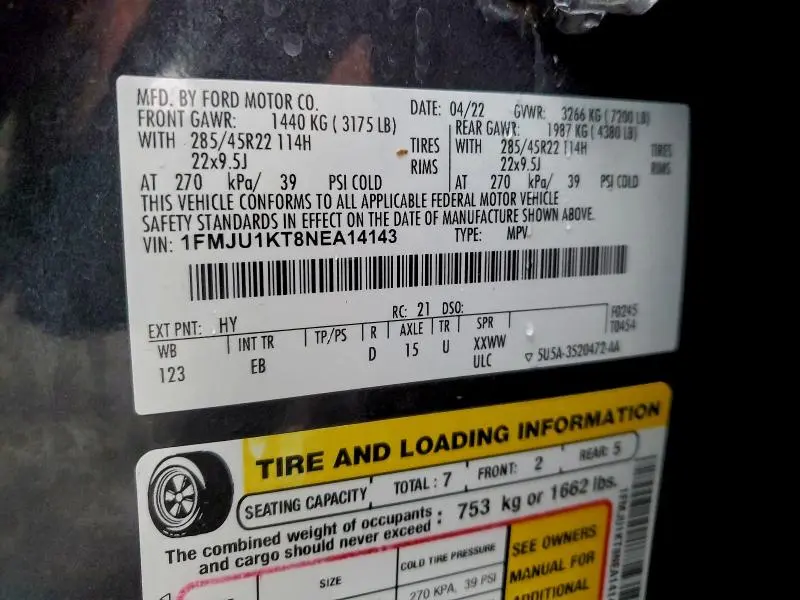 MFD. BY FORD MOTOR CO. DATE: 04/22 GVWR: 3266 KG ( 7200 LB)
FRONT GAWR: 1440 KG ( 3175 LB) REAR GAWR: 1987 KG ( 4380 LB)
WITH 285/45R22 114H TIRES WITH 285/45R22 114H TIRES
22x9.5J RIMS 22x9.5J RIMS
AT 270 kPa/ 39 PSI COLD AT 270 kPa/ 39 PSI COLD
THIS VEHICLE CONFORMS TO ALL APPLICABLE FEDERAL MOTOR VEHICLE
SAFETY STANDARDS IN EFFECT ON THE DATE OF MANUFACTURE SHOWN ABOVE.
VIN: 1FMJU1KT8NEA14143 TYPE: MPV
EXT PNT: HY RC: 21 DSO: F0245
WB INT TR TP/PS R AXLE TR SPR T0454
123 EB D 15 U XXWW
ULC 5U5A-3520472-AA
TIRE AND LOADING INFORMATION
SEATING CAPACITY TOTAL : 7 FRONT: 2 REAR: 5
The combined weight of occupants : 753 kg or 1662 lbs.
and cargo should never exceed
SIZE COLD TIRE PRESSURE SEE OWNERS
270 KPA, 39 PSI MANUAL FOR
ADDITIONAL